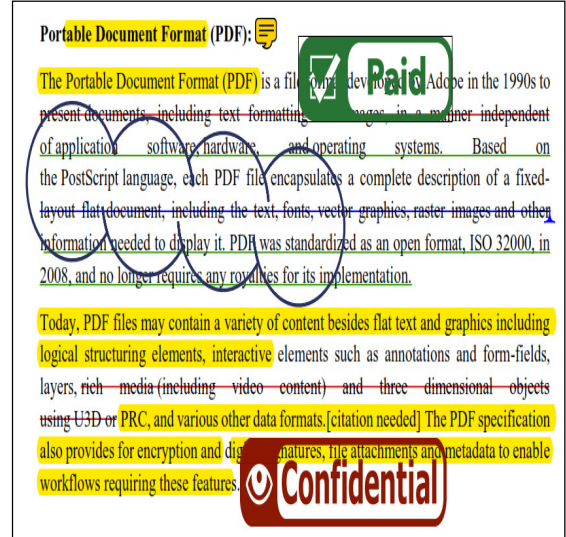 Portable Document Format (PDF):
The Portable Document Format (PDF) is a file Adobe in the 1990s to
Paid
present documents, including text formatting in a manner independent
of application software, hardware, and operating systems. Based on
the PostScript language, each PDF file encapsulates a complete description of a fixed-
layout flat document, including the text, fonts, vector graphics, raster images and other
information needed to display it. PDF was standardized as an open format, ISO 32000, in
2008, and no longer requires any royalties for its implementation.
Today, PDF files may contain a variety of content besides flat text and graphics including
logical structuring elements, interactive elements such as annotations and form-fields,
layers, rich media (including video content) and three dimensional objects
using U3D or PRC, and various other data formats.[citation needed] The PDF specification
also provides for encryption and file attachments and metadata to enable
workflows requiring these features.
Confidential